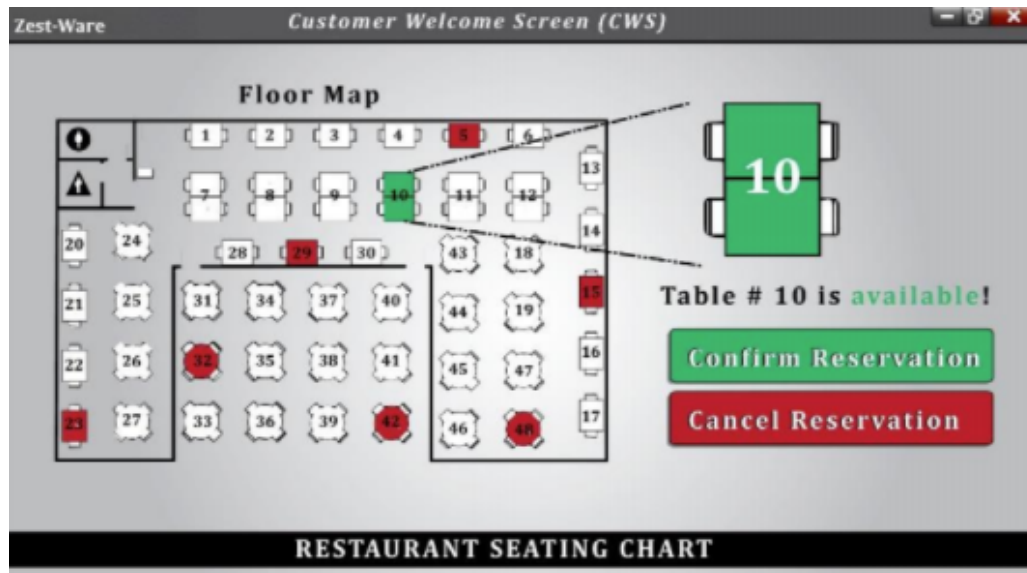 Zest-Ware
Customer Welcome Screen (CWS)
Floor Map
1 2 3 4 5 6
13
7 8 9 10 11 12
10
14
20 24 28 29 30 43 18
15
Table # 10 is available!
21 25 31 34 37 40 44 19
16
Confirm Reservation
22 26 32 35 38 41 45 47
17
Cancel Reservation
23 27 33 36 39 42 46 48
RESTAURANT SEATING CHART